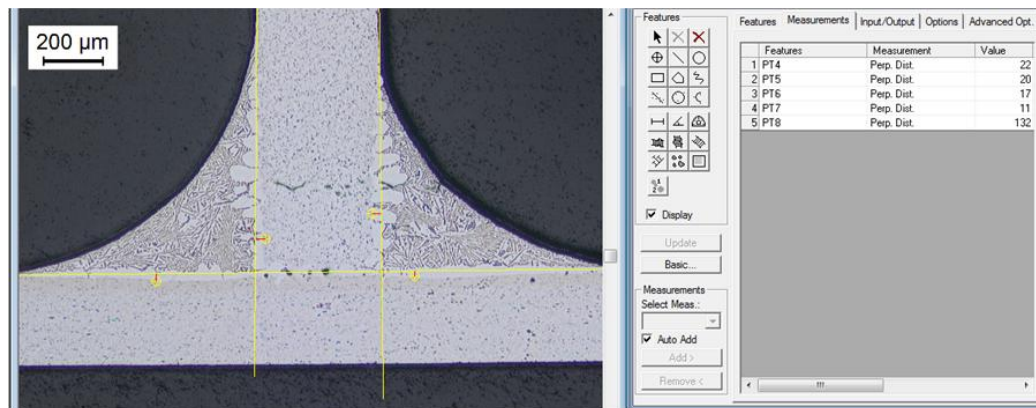 200 µm
Features
Display
Update
Basic...
Measurements
Select Meas.:
Auto Add
Add >
Remove <
Features Measurements Input/Output Options Advanced Opt.
Features Measurement Value
1 PT4 Perp. Dist. 22
2 PT5 Perp. Dist. 20
3 PT6 Perp. Dist. 17
4 PT7 Perp. Dist. 11
5 PT8 Perp. Dist. 132